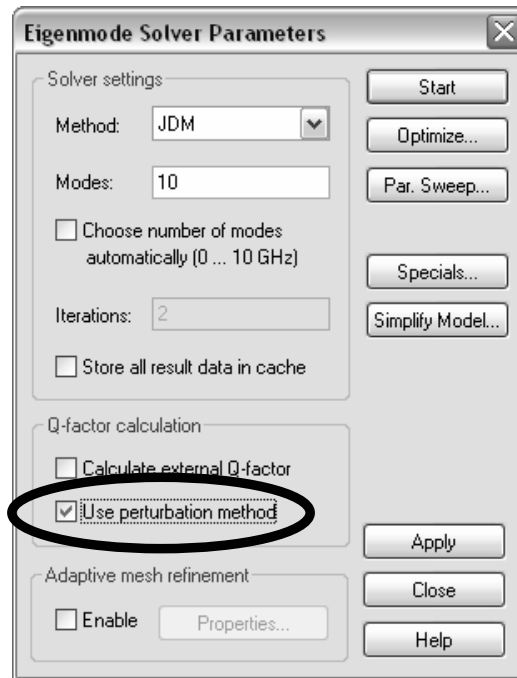 Eigenmode Solver Parameters
Solver settings
Method: JDM
Modes: 10
Choose number of modes
automatically (0 ... 10 GHz)
Iterations: 2
Store all result data in cache
Q-factor calculation
Calculate external Q-factor
Use perturbation method
Adaptive mesh refinement
Enable Properties...
Start
Optimize...
Par. Sweep...
Specials...
Simplify Model...
Apply
Close
Help